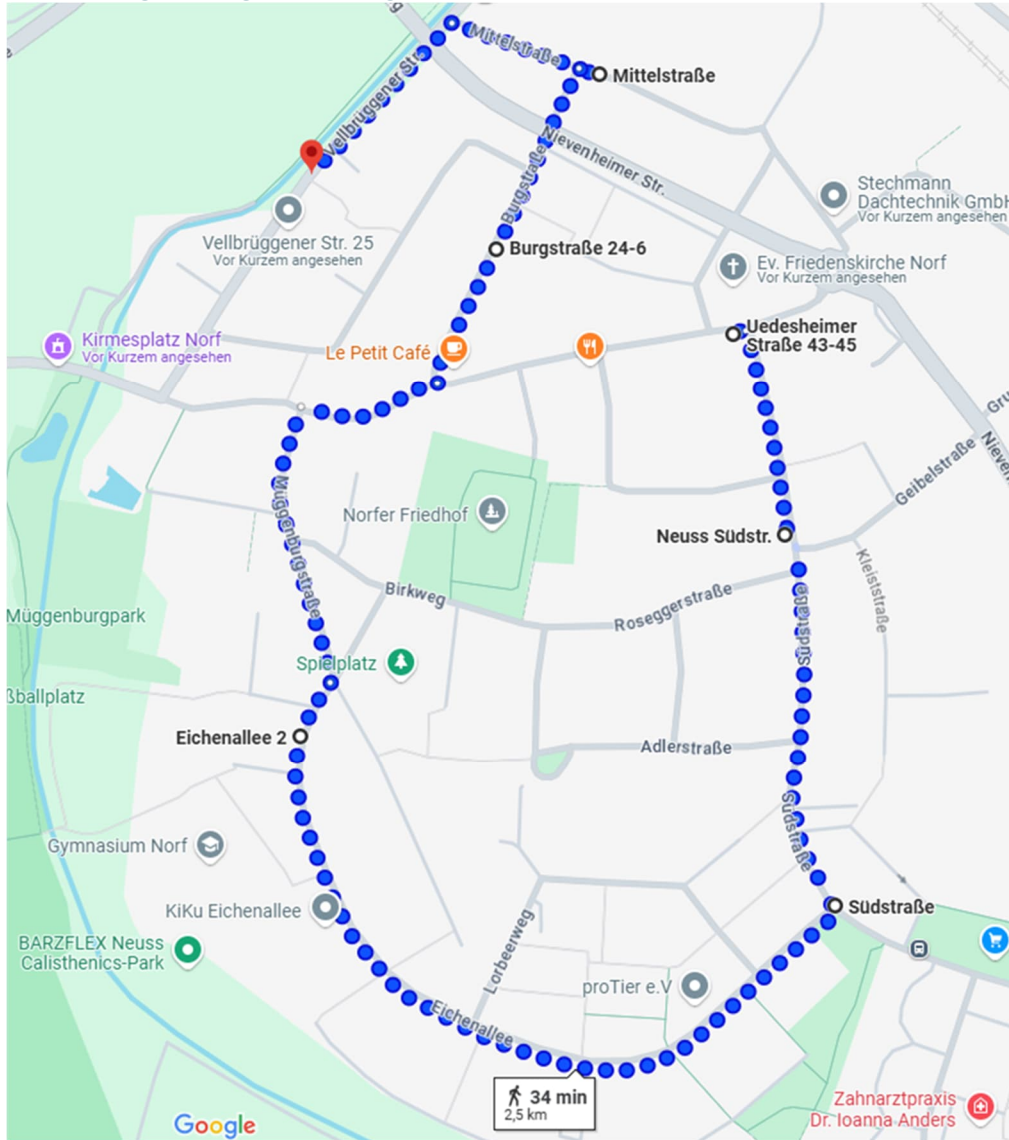 Mittelstraße
Mittelstraße
Vellbrüggener Str.
Nievenheimer Str.
Burgstraße
Stechmann
Dachtechnik GmbH
Vor Kurzem angesehen
Vellbrüggener Str. 25
Vor Kurzem angesehen
Burgstraße 24-6
Ev. Friedenskirche Norf
Vor Kurzem angesehen
Kirmesplatz Norf
Vor Kurzem angesehen
Le Petit Café
Uedesheimer
Straße 43-45
Geibelstraße
Norfer Friedhof
Neuss Südstr.
Müggenburgstraße
Kleiststraße
Birkweg
Roseggerstraße
Südstraße
Müggenburgpark
Spielplatz
ßballplatz
Eichenallee 2
Adlerstraße
Südstraße
Gymnasium Norf
KiKu Eichenallee
Südstraße
BARZFLEX Neuss
Calisthenics-Park
Lorbeerweg
proTier e.V
Eichenallee
34 min
2,5 km
Zahnarztpraxis
Dr. Ioanna Anders
Google